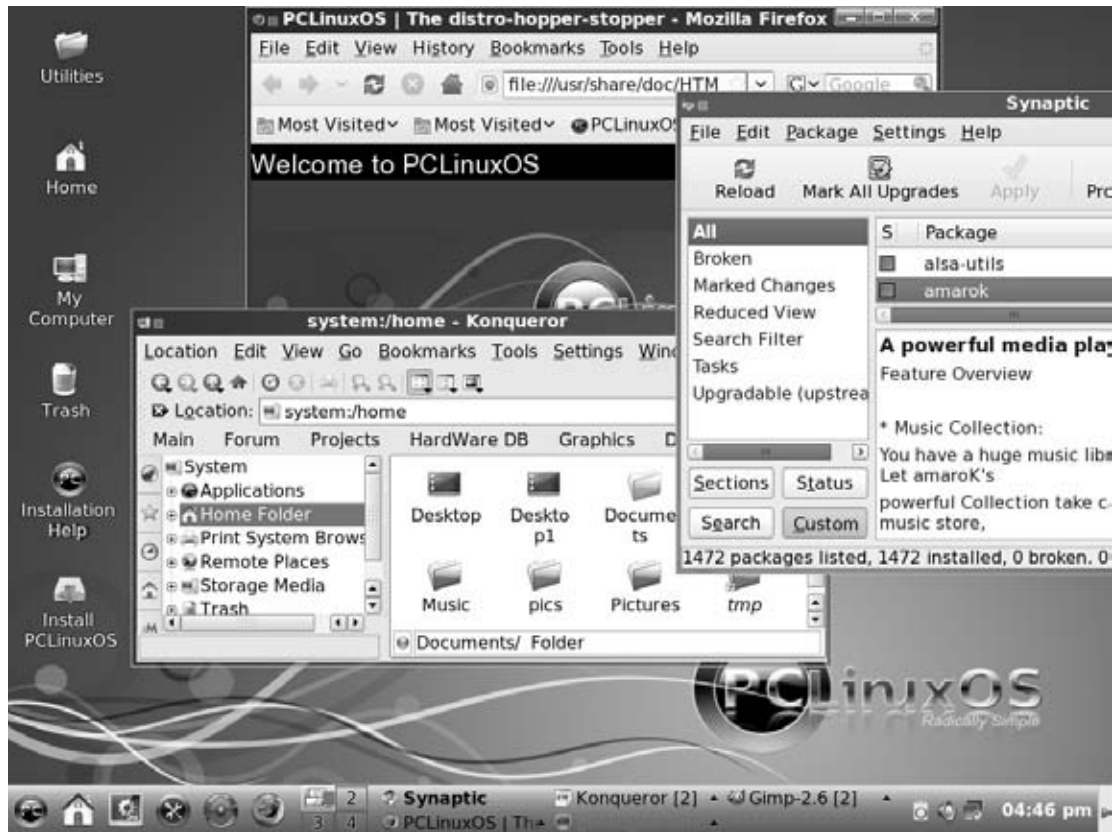 Utilities
Home
My
Computer
Trash
Installation
Help
Install
PCLinuxOS
PCLinuxOS | The distro-hopper-stopper - Mozilla Firefox
File Edit View History Bookmarks Tools Help
file:///usr/share/doc/HTM
Google
Most Visited Most Visited PCLinuxOS
Welcome to PCLinuxOS
Synaptic
File Edit Package Settings Help
Reload Mark All Upgrades Apply Prc
All
Broken
Marked Changes
Reduced View
Search Filter
Tasks
Upgradable (upstrea
Sections Status
Search Custom
S Package
alsa-utils
amarok
A powerful media play
Feature Overview
* Music Collection:
You have a huge music lib
Let amaroK's
powerful Collection take c
music store,
1472 packages listed, 1472 installed, 0 broken. 0
system:/home - Konqueror
Location Edit View Go Bookmarks Tools Settings Wind
Location: system:/home
Main Forum Projects HardWare DB Graphics D
System
Applications
Home Folder
Print System Brows
Remote Places
Storage Media
Trash
Desktop
Deskto
p1
Docume
ts
Music pics Pictures tmp
Documents/ Folder
PCLinuxOS
Radically Simple
2
3 4
Synaptic Konqueror [2] Gimp-2.6 [2]
PCLinuxOS | Th
04:46 pm